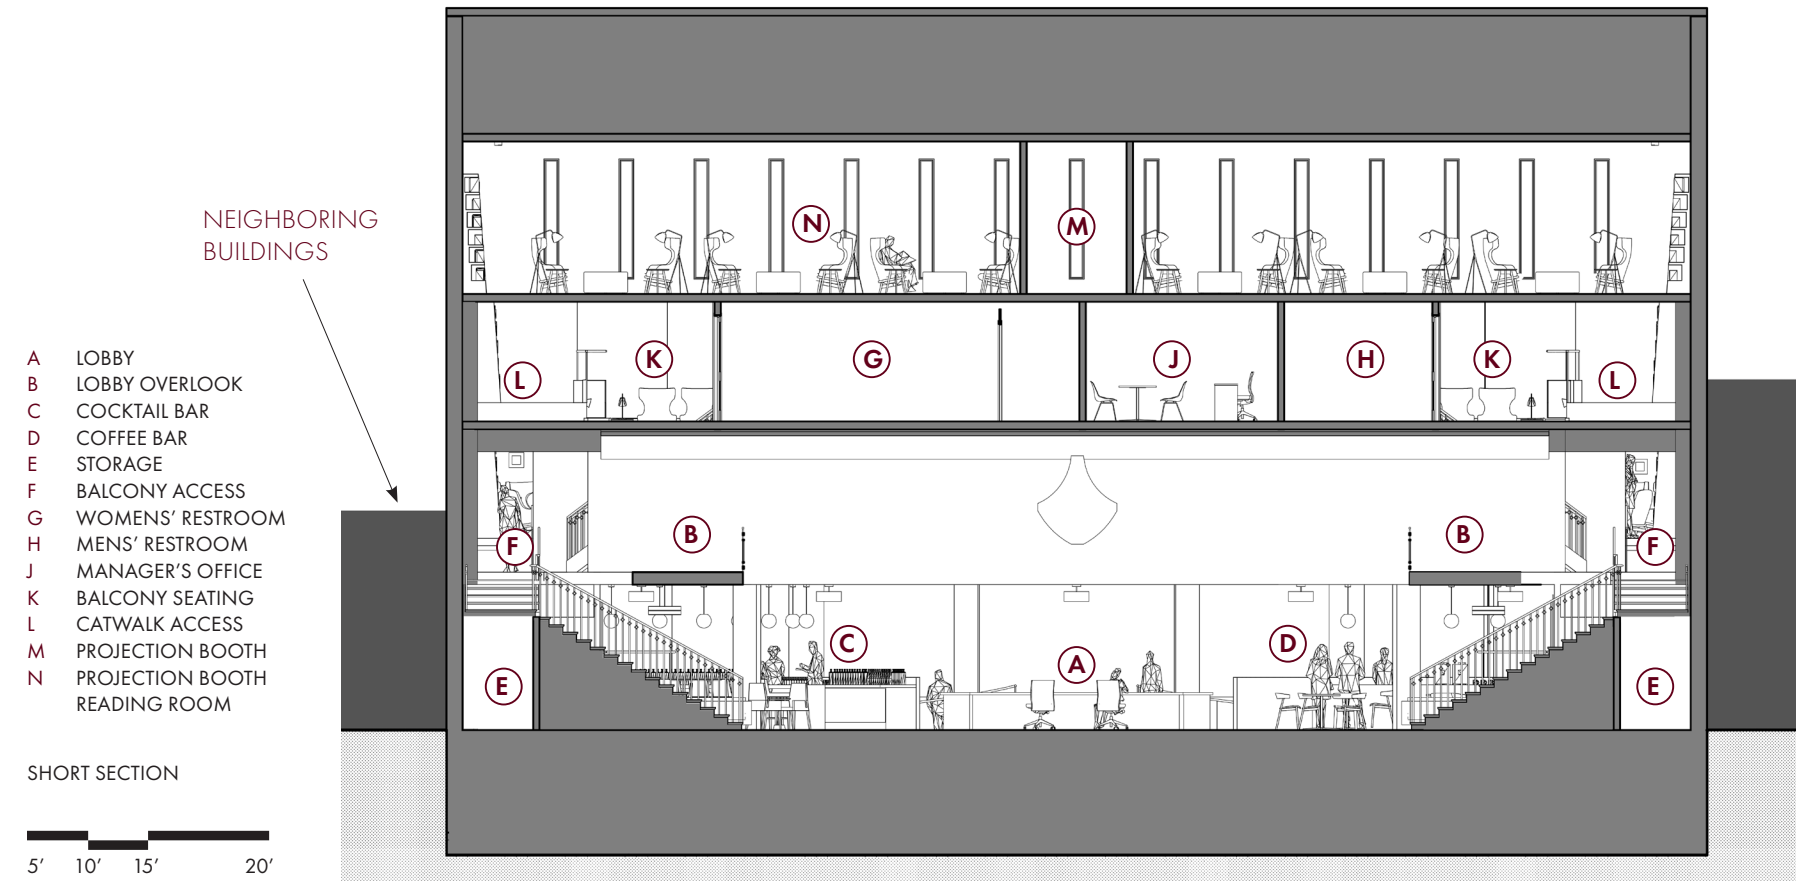 NEIGHBORING
BUILDINGS
A LOBBY
B LOBBY OVERLOOK
C COCKTAIL BAR
D COFFEE BAR
E STORAGE
F BALCONY ACCESS
G WOMENS’ RESTROOM
H MENS’ RESTROOM
J MANAGER’S OFFICE
K BALCONY SEATING
L CATWALK ACCESS
M PROJECTION BOOTH
N PROJECTION BOOTH
READING ROOM
SHORT SECTION
5’ 10’ 15’ 20’
N M
L K G J H K L
F B B F
E C A D E